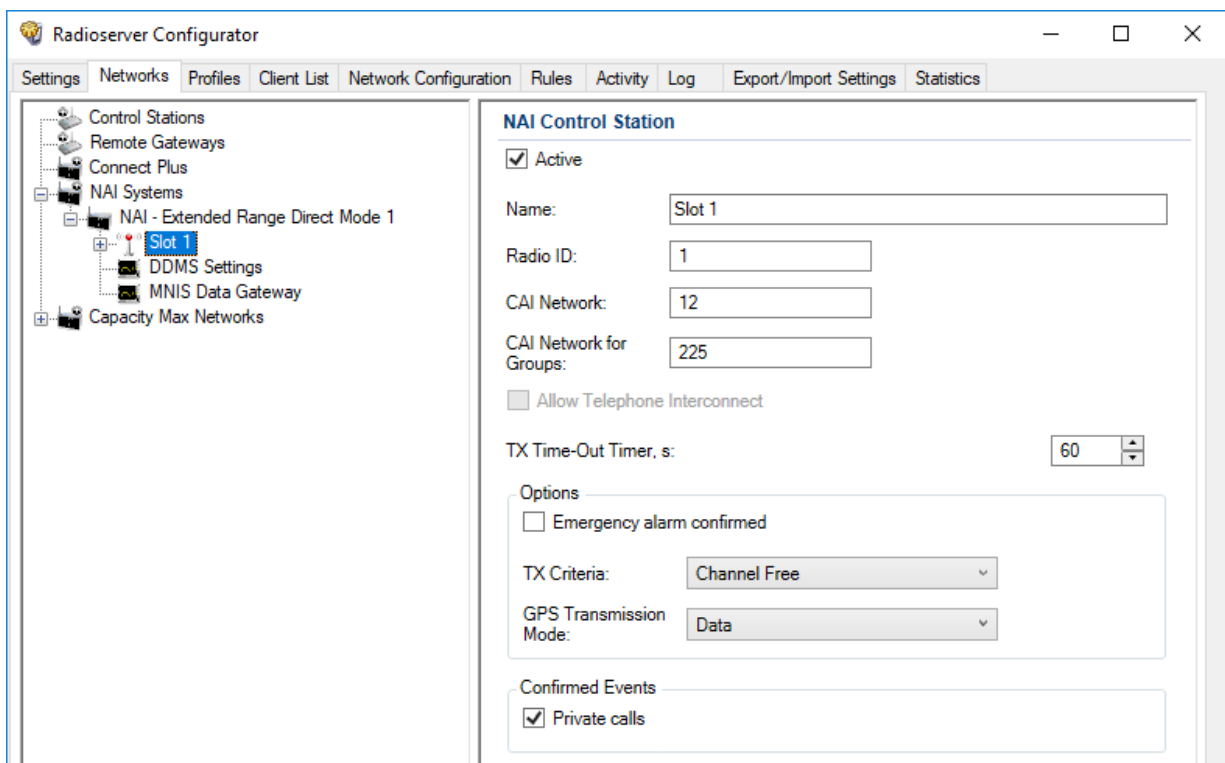 Radioserver Configurator
Settings Networks Profiles Client List Network Configuration Rules Activity Log Export/Import Settings Statistics
Control Stations
Remote Gateways
Connect Plus
NAI Systems
NAI - Extended Range Direct Mode 1
Slot 1
DDMS Settings
MNIS Data Gateway
Capacity Max Networks
NAI Control Station
Active
Name: Slot 1
Radio ID: 1
CAI Network: 12
CAI Network for
Groups: 225
Allow Telephone Interconnect
TX Time-Out Timer, s: 60
Options
Emergency alarm confirmed
TX Criteria: Channel Free
GPS Transmission
Mode: Data
Confirmed Events
Private calls